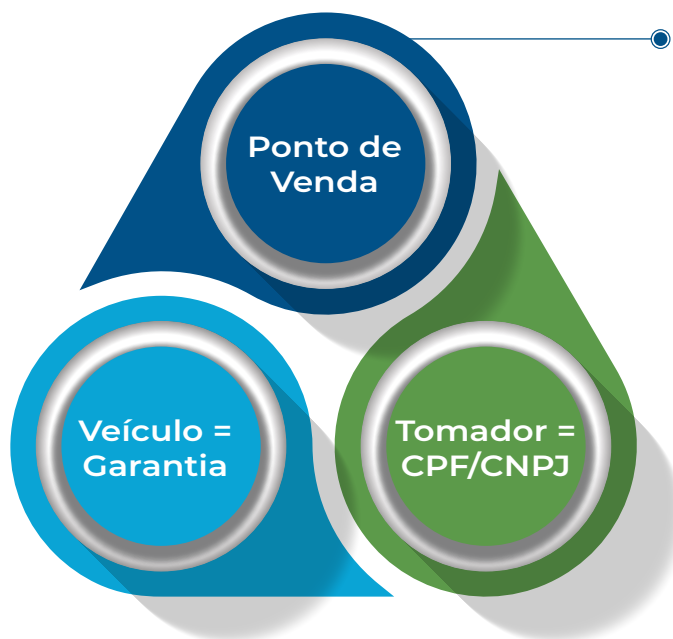 Ponto de
Venda
Veículo =
Garantia
Tomador =
CPF/CNPJ